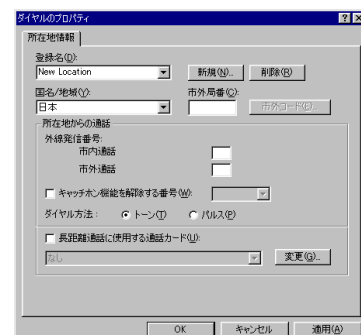 ダイヤルのプロパティ
所在地情報
登録名(D):
New Location
新規(N)...
削除(R)
国名/地域(Y):
市外局番(C):
日本
市外コード(D)...
所在地からの通話
外線発信番号:
市内通話
市外通話
キャッチホン機能を解除する番号(W):
ダイヤル方法:
トーン(T)
パルス(P)
長距離通話に使用する通話カード(U):
なし
変更(G)...
OK
キャンセル
適用(A)